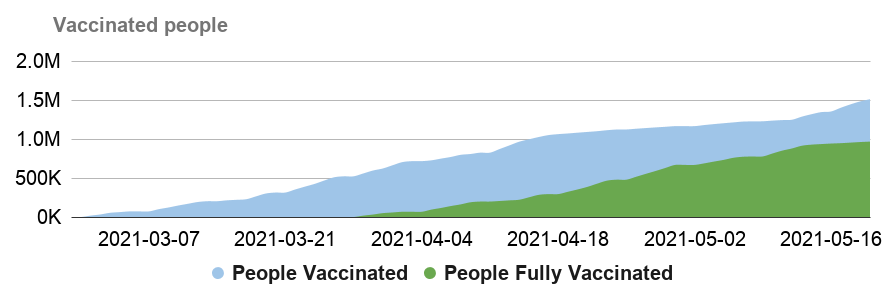 Vaccinated people
2.0M
1.5M
1.0M
500K
0K
2021-03-07 2021-03-21 2021-04-04 2021-04-18 2021-05-02 2021-05-16
People Vaccinated People Fully Vaccinated